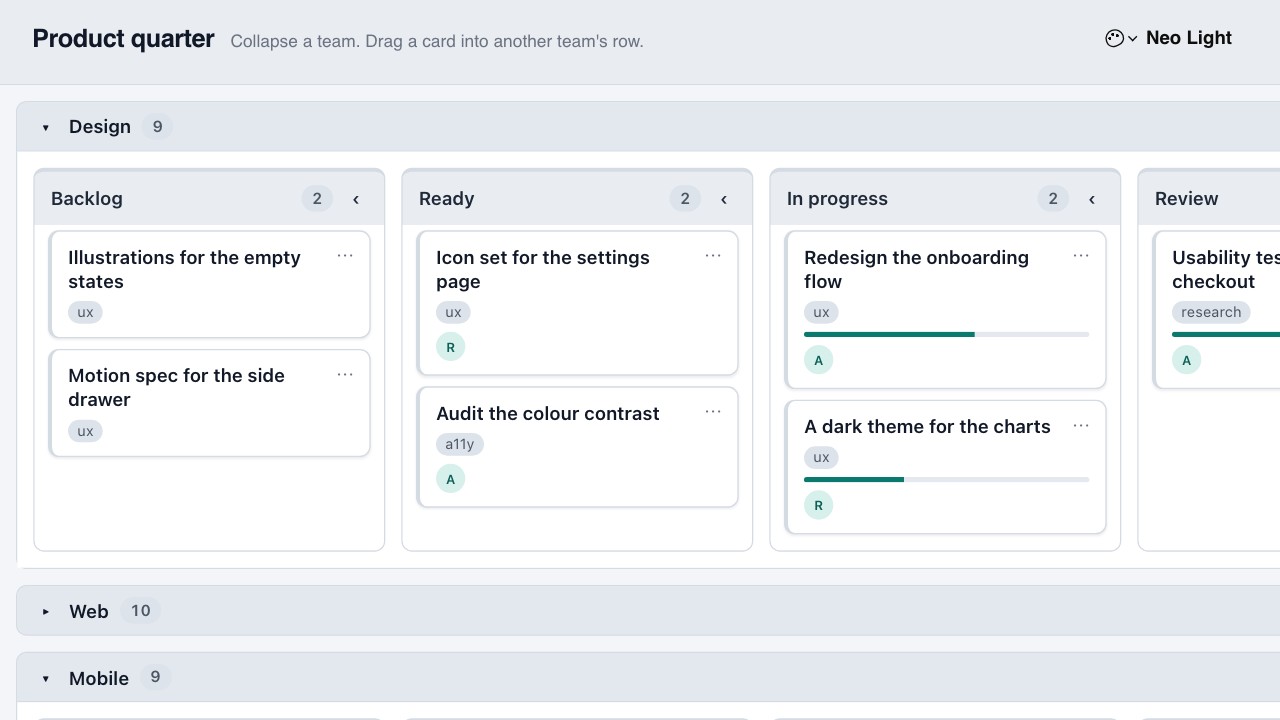 Product quarter
Collapse a team. Drag a card into another team's row.
Neo Light
Design 9
Backlog 2
Illustrations for the empty
states
ux
Motion spec for the side
drawer
ux
Ready 2
Icon set for the settings
page
ux
R
Audit the colour contrast
a11y
A
In progress 2
Redesign the onboarding
flow
ux
A
A dark theme for the charts
ux
R
Review
Usability tes
checkout
research
A
Web 10
Mobile 9